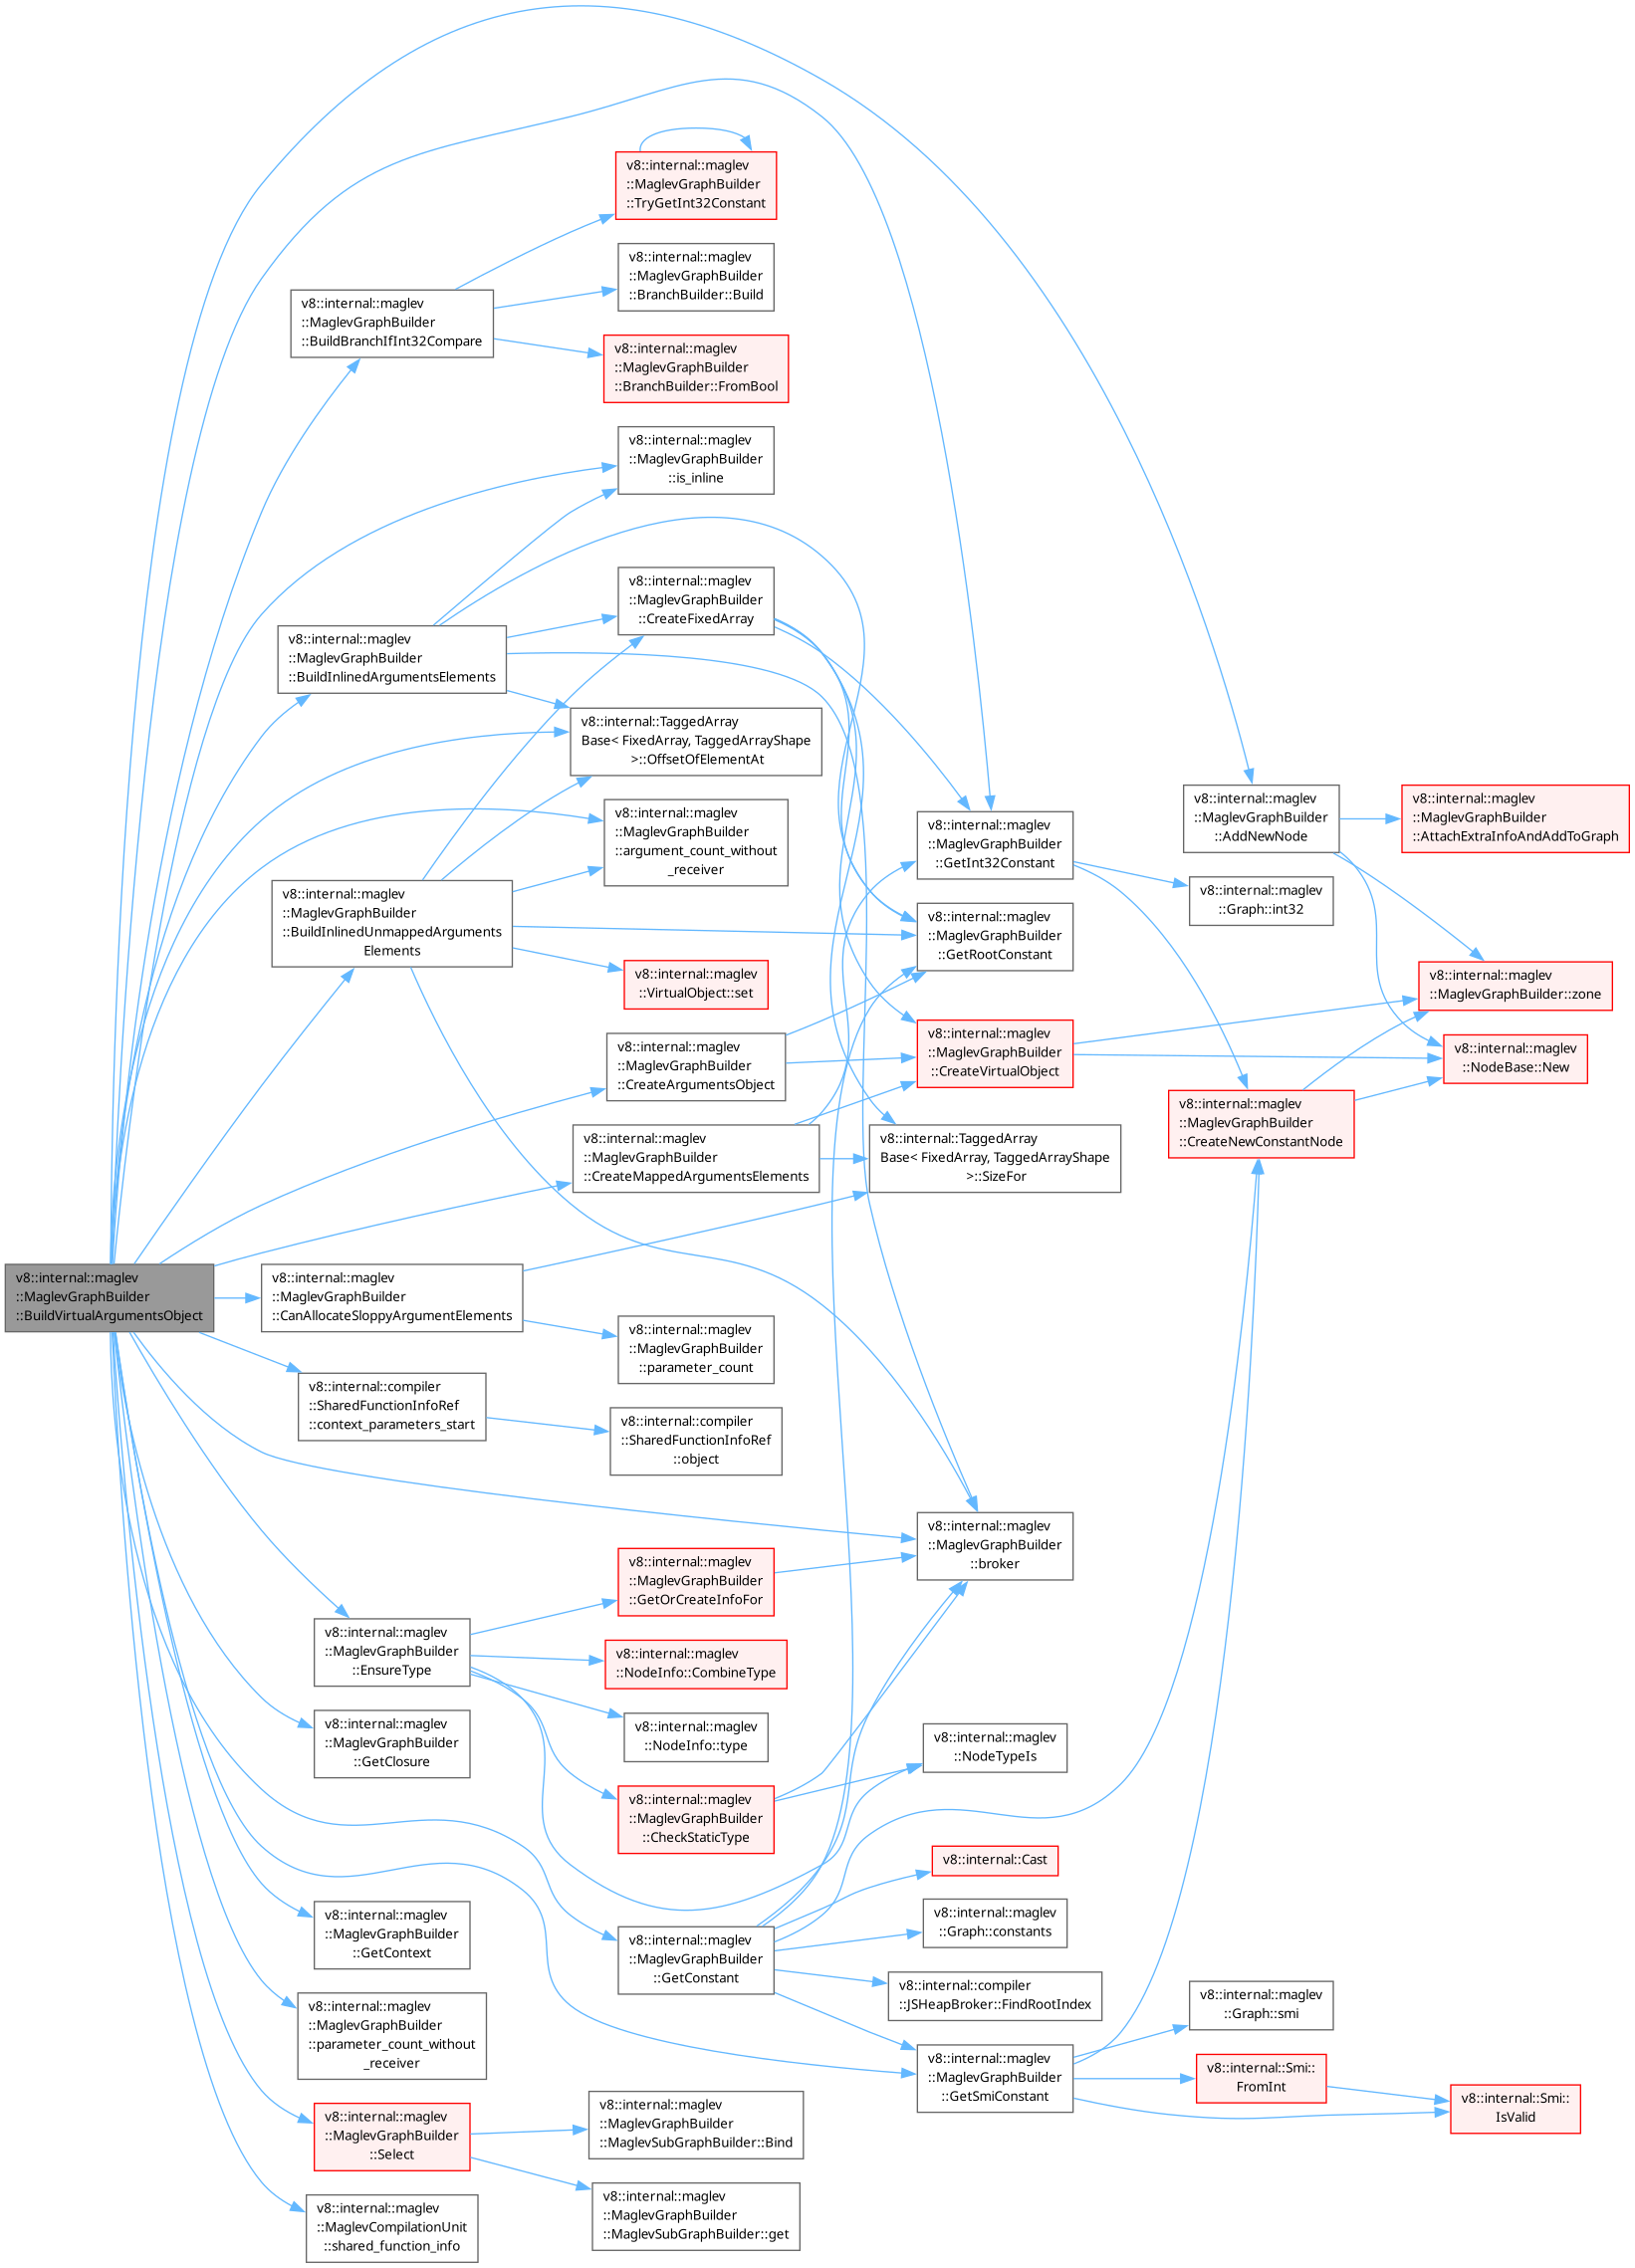 v8::internal::maglev
::MaglevGraphBuilder
::TryGetInt32Constant
v8::internal::maglev
::MaglevGraphBuilder
::BranchBuilder::Build
v8::internal::maglev
::MaglevGraphBuilder
::BuildBranchIfInt32Compare
v8::internal::maglev
::MaglevGraphBuilder
::BranchBuilder::FromBool
v8::internal::maglev
::MaglevGraphBuilder
::is_inline
v8::internal::maglev
::MaglevGraphBuilder
::CreateFixedArray
v8::internal::maglev
::MaglevGraphBuilder
::BuildInlinedArgumentsElements
v8::internal::TaggedArray
Base< FixedArray, TaggedArrayShape
>::OffsetOfElementAt
v8::internal::maglev
::MaglevGraphBuilder
::argument_count_without
_receiver
v8::internal::maglev
::MaglevGraphBuilder
::GetInt32Constant
v8::internal::maglev
::MaglevGraphBuilder
::AddNewNode
v8::internal::maglev
::MaglevGraphBuilder
::AttachExtraInfoAndAddToGraph
v8::internal::maglev
::MaglevGraphBuilder
::BuildInlinedUnmappedArguments
Elements
v8::internal::maglev
::Graph::int32
v8::internal::maglev
::MaglevGraphBuilder
::GetRootConstant
v8::internal::maglev
::VirtualObject::set
v8::internal::maglev
::MaglevGraphBuilder::zone
v8::internal::maglev
::MaglevGraphBuilder
::CreateArgumentsObject
v8::internal::maglev
::MaglevGraphBuilder
::CreateVirtualObject
v8::internal::maglev
::NodeBase::New
v8::internal::maglev
::MaglevGraphBuilder
::CreateNewConstantNode
v8::internal::maglev
::MaglevGraphBuilder
::CreateMappedArgumentsElements
v8::internal::TaggedArray
Base< FixedArray, TaggedArrayShape
>::SizeFor
v8::internal::maglev
::MaglevGraphBuilder
::BuildVirtualArgumentsObject
v8::internal::maglev
::MaglevGraphBuilder
::CanAllocateSloppyArgumentElements
v8::internal::maglev
::MaglevGraphBuilder
::parameter_count
v8::internal::compiler
::SharedFunctionInfoRef
::context_parameters_start
v8::internal::compiler
::SharedFunctionInfoRef
::object
v8::internal::maglev
::MaglevGraphBuilder
::broker
v8::internal::maglev
::MaglevGraphBuilder
::GetOrCreateInfoFor
v8::internal::maglev
::MaglevGraphBuilder
::EnsureType
v8::internal::maglev
::NodeInfo::CombineType
v8::internal::maglev
::MaglevGraphBuilder
::GetClosure
v8::internal::maglev
::NodeInfo::type
v8::internal::maglev
::NodeTypeIs
v8::internal::maglev
::MaglevGraphBuilder
::CheckStaticType
v8::internal::Cast
v8::internal::maglev
::MaglevGraphBuilder
::GetContext
v8::internal::maglev
::MaglevGraphBuilder
::GetConstant
v8::internal::maglev
::Graph::constants
v8::internal::compiler
::JSHeapBroker::FindRootIndex
v8::internal::maglev
::MaglevGraphBuilder
::parameter_count_without
_receiver
v8::internal::maglev
::Graph::smi
v8::internal::maglev
::MaglevGraphBuilder
::GetSmiConstant
v8::internal::Smi::
FromInt
v8::internal::Smi::
IsValid
v8::internal::maglev
::MaglevGraphBuilder
::Select
v8::internal::maglev
::MaglevGraphBuilder
::MaglevSubGraphBuilder::Bind
v8::internal::maglev
::MaglevCompilationUnit
::shared_function_info
v8::internal::maglev
::MaglevGraphBuilder
::MaglevSubGraphBuilder::get